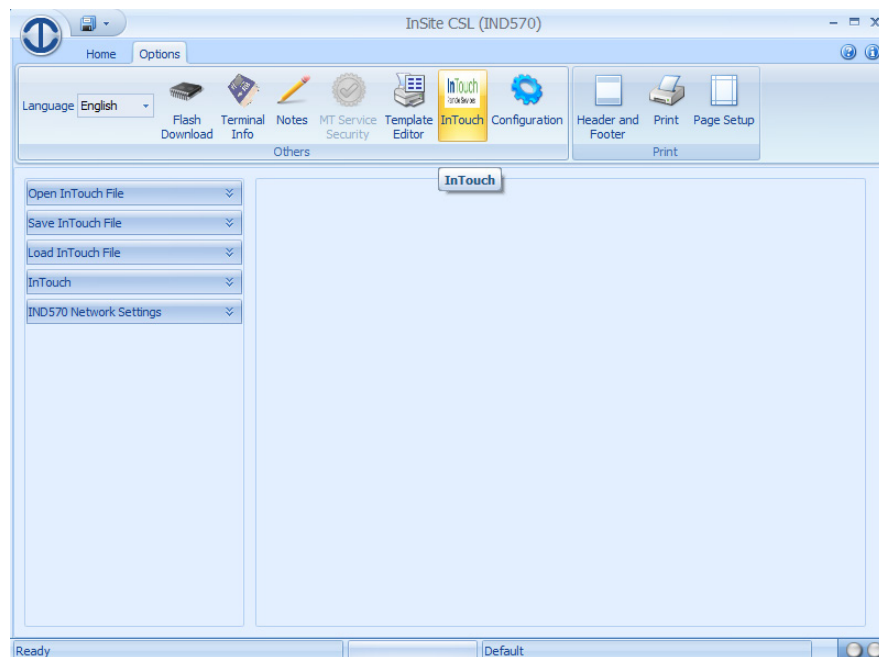 InSite CSL (IND570)
Home Options
Language English
Flash Download
Terminal Info
Notes
MT Service Security
Template Editor
InTouch
InTouch
Configuration
Header and Footer
Print
Page Setup
Others
Print
InTouch
Open InTouch File
Save InTouch File
Load InTouch File
InTouch
IND570 Network Settings
Ready
Default